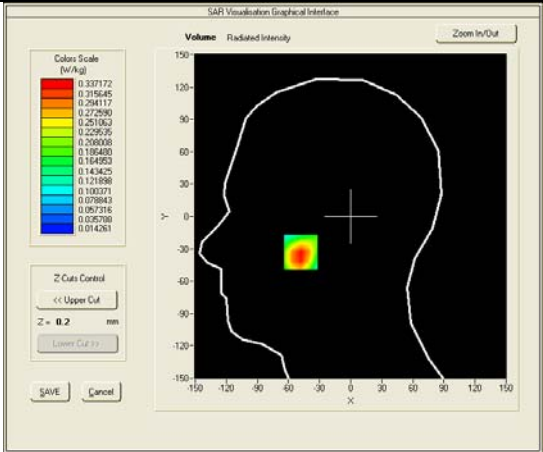 SAR Visualisation Graphical Interface
Volume Radiated Intensity
Zoom In/Out
Colors Scale
(W/kg)
0.337172
0.315645
0.294117
0.272590
0.251063
0.229535
0.208008
0.186480
0.164953
0.143425
0.121898
0.100371
0.078843
0.057316
0.035788
0.014261
Z Cuts Control
<< Upper Cut
Z = 0.2 mm
Lower Cut >>
SAVE Cancel
150
120
90
60
30
0
-30
-60
-90
-120
-150
Y
-150 -120 -90 -60 -30 0 30 60 90 120 150
X